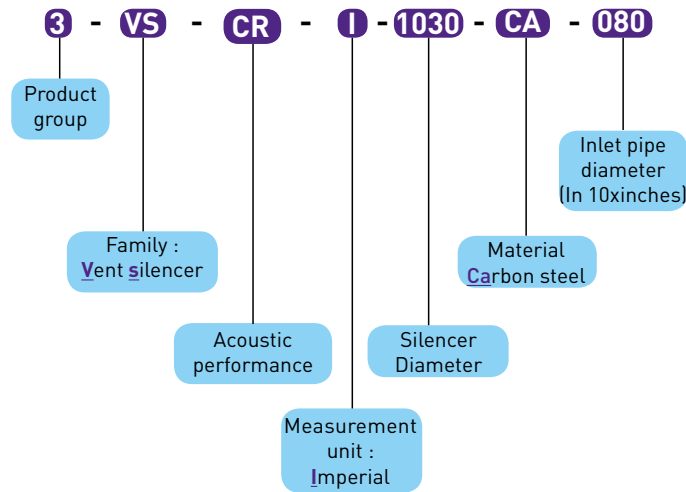 3 - VS - CR - I - 1030 - CA - 080
Product
group
Inlet pipe
diameter
(In 10xinches)
Family :
Vent silencer
Material
Carbon steel
Acoustic
performance
Silencer
Diameter
Measurement
unit :
Imperial